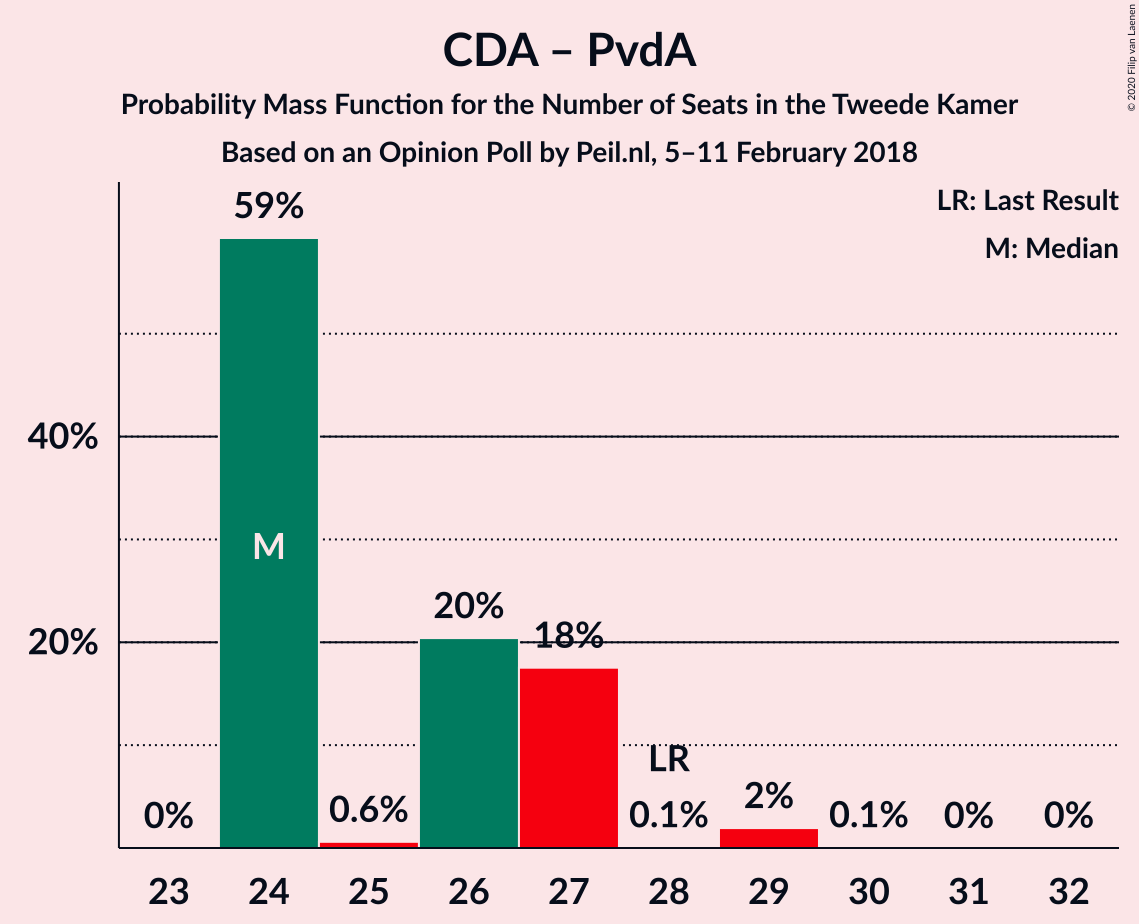 CDA – PvdA
Probability Mass Function for the Number of Seats in the Tweede Kamer
Based on an Opinion Poll by Peil.nl, 5–11 February 2018
© 2020 Filip van Laenen
LR: Last Result
M: Median
59%
40%
M
20%
18%
20%
LR
0%
0.6%
0.1%
2%
0.1%
0%
0%
23 24 25 26 27 28 29 30 31 32